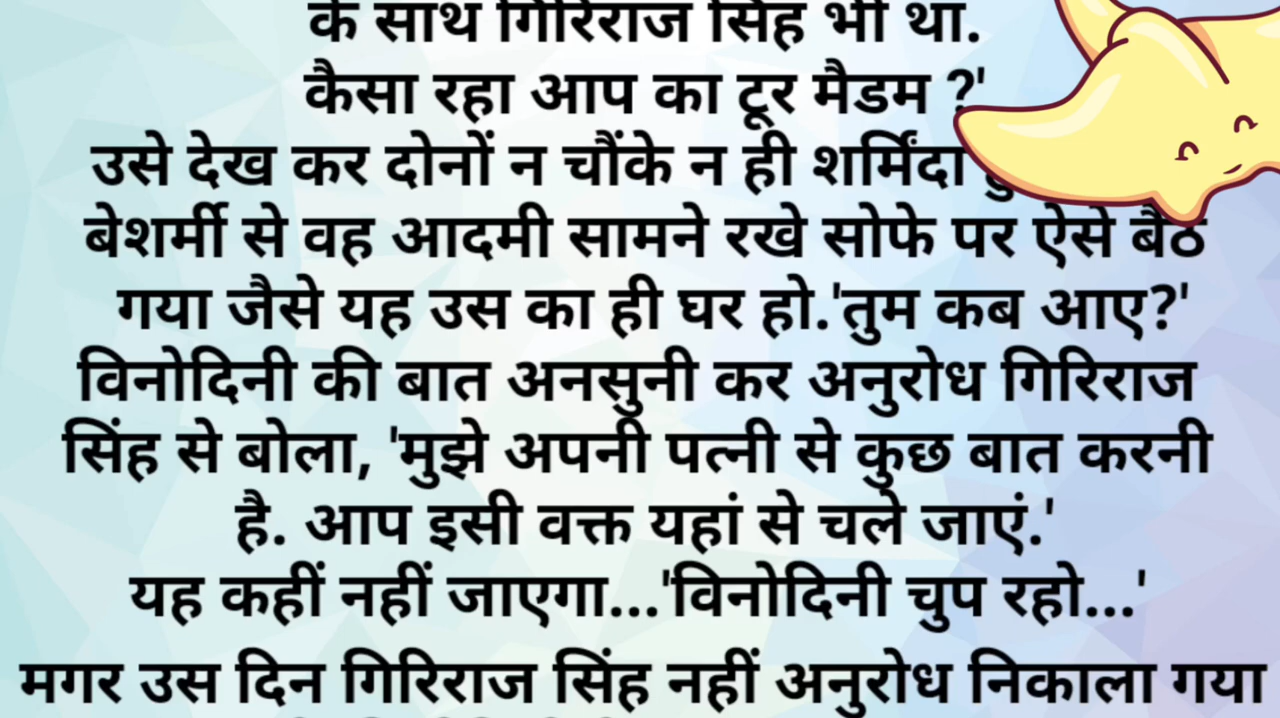 के साथ गिरिराज सिंह भी था.
कैसा रहा आप का टूर मैडम ?'
उसे देख कर दोनों न चौंके न ही शर्मिंदा
बेशर्मी से वह आदमी सामने रखे सोफे पर ऐसे बैठ
गया जैसे यह उस का ही घर हो.'तुम कब आए?'
विनोदिनी की बात अनसुनी कर अनुरोध गिरिराज
सिंह से बोला, 'मुझे अपनी पत्नी से कुछ बात करनी
है. आप इसी वक्त यहां से चले जाएं.'
यह कहीं नहीं जाएगा...'विनोदिनी चुप रहो...'
मगर उस दिन गिरिराज सिंह नहीं अनुरोध निकाला गया